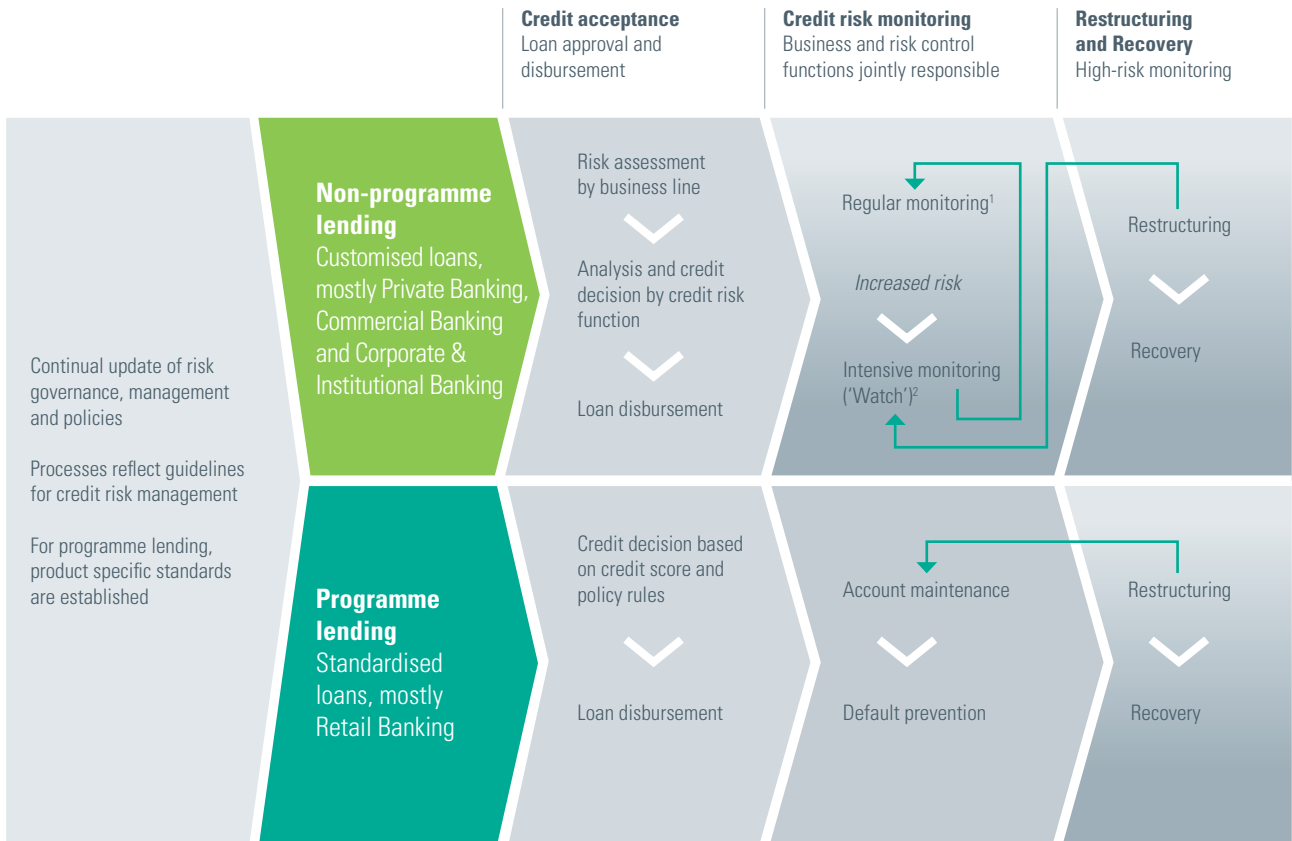 Credit acceptance
Loan approval and
disbursement
Credit risk monitoring
Business and risk control
functions jointly responsible
Restructuring
and Recovery
High-risk monitoring
Continual update of risk
governance, management
and policies
Processes reflect guidelines
for credit risk management
For programme lending,
product specific standards
are established
Non-programme
lending
Customised loans,
mostly Private Banking,
Commercial Banking
and Corporate &
Institutional Banking
Risk assessment
by business line
Analysis and credit
decision by credit risk
function
Loan disbursement
Regular monitoring¹
Increased risk
Intensive monitoring
('Watch')²
Restructuring
Recovery
Programme
lending
Standardised
loans, mostly
Retail Banking
Credit decision based
on credit score and
policy rules
Loan disbursement
Account maintenance
Default prevention
Restructuring
Recovery